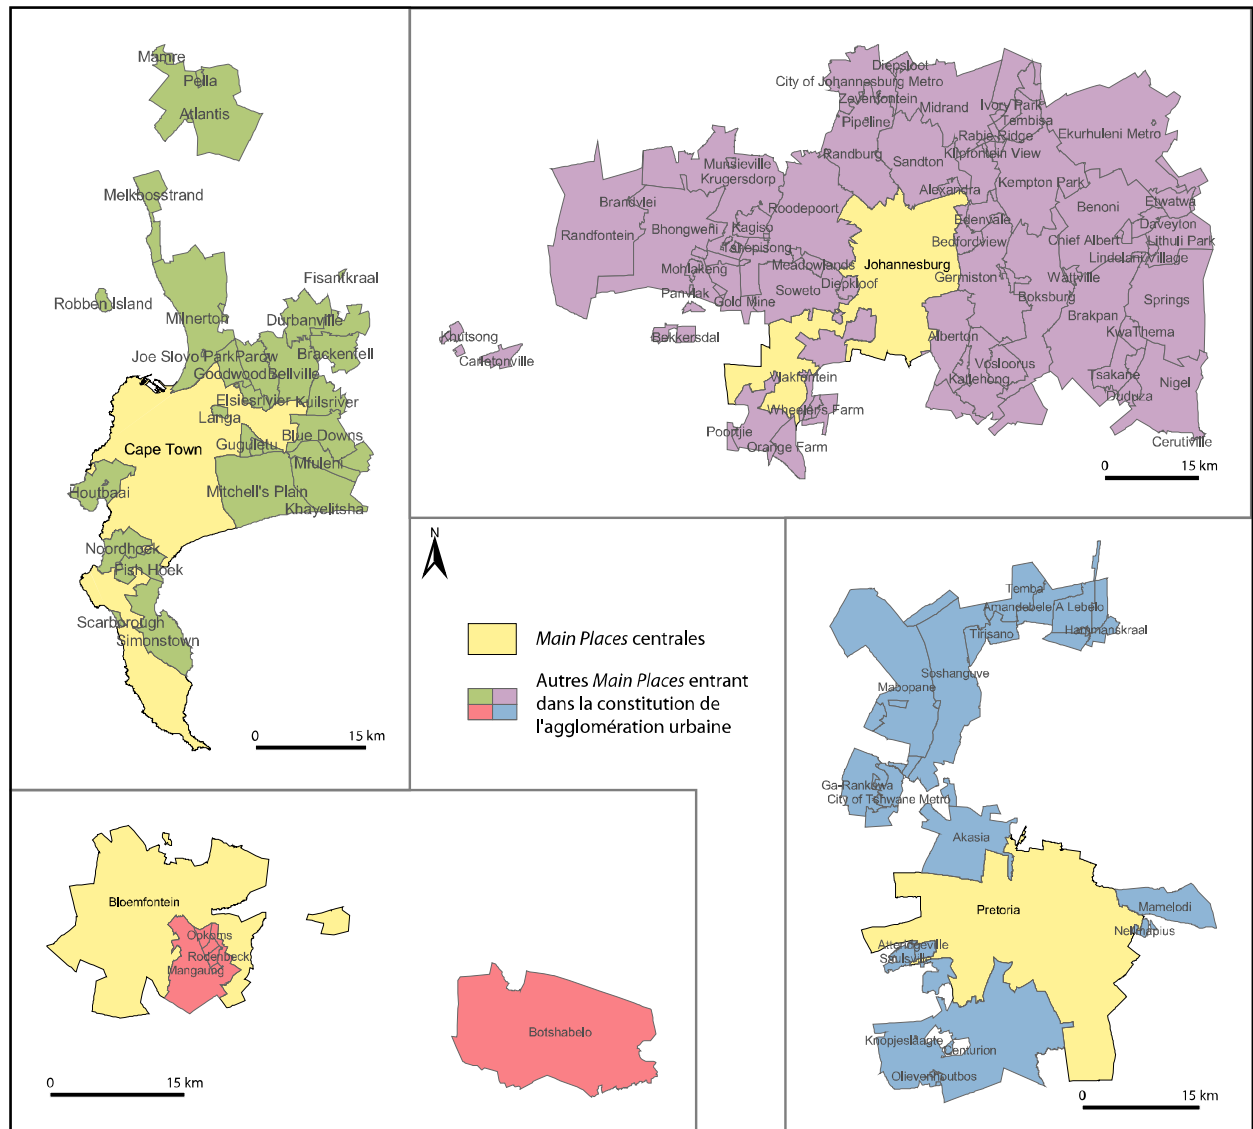 Mamre
Pella
Atlantis
Melkbosstrand
Fisantkraal
Robben Island
Milnerton
Durbanville
Joe Slovo Park
Parow
Brackenfell
Goodwood
Bellville
Elsiesrivier
Kuilsriver
Langa
Cape Town
Guguletu
Blue Downs
Mfuleni
Houtbaai
Mitchell's Plain
Khayelitsha
Noordhoek
Fish Hoek
Scarborough
Simonstown
0 15 km
Diepsloot
City of Johannesburg Metro
Zevenfontein
Midrand
Ivory Park
Tembisa
Pipeline
Rabie Ridge
Ekurhuleni Metro
Randburg
Sandton
Klipfontein View
Munsieville
Krugersdorp
Alexandra
Kempton Park
Brandvlei
Roodepoort
Benoni
Etwatwa
Randfontein
Bhongweni
Kagiso
Edenvale
Daveyton
Tshepisong
Bedfordview
Chief Albert
Lithuli Park
Mohlakeng
Meadowlands
Johannesburg
Lindelani Village
Panvlak
Gold Mine
Soweto
Diepkloof
Germiston
Wattville
Boksburg
Springs
Khutsong
Bekkersdal
Alberton
Brakpan
KwaThema
Carletonville
Vlakfontein
Vosloorus
Katlehong
Tsakane
Nigel
Wheeler's Farm
Duduza
Poortjie
Orange Farm
Cerutiville
0 15 km
N
Main Places centrales
Autres Main Places entrant
dans la constitution de
l'agglomération urbaine
Temba
Amandebele A Lebelo
Tirisano
Hammanskraal
Soshanguve
Mabopane
Ga-Rankuwa
City of Tshwane Metro
Akasia
Pretoria
Mamelodi
Nellmapius
Atteridgeville
Saulsville
Knopjeslaagte
Centurion
Olievenhoutbos
0 15 km
Bloemfontein
Opkoms
Rodenbeck
Mangaung
Botshabelo
0 15 km